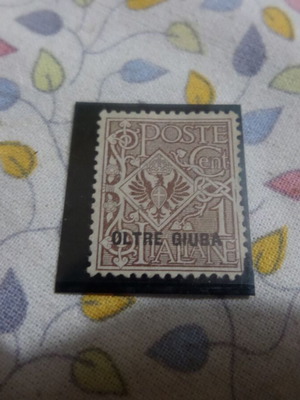 POSTE
Cent.
1
OLTRE GIUBA
ITALIANE